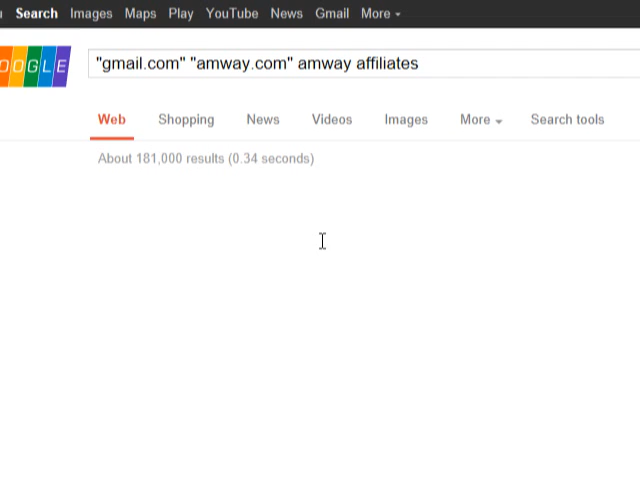 Search Images Maps Play YouTube News Gmail More
OOGLE
"gmail.com" "amway.com" amway affiliates
Web Shopping News Videos Images More Search tools
About 181,000 results (0.34 seconds)